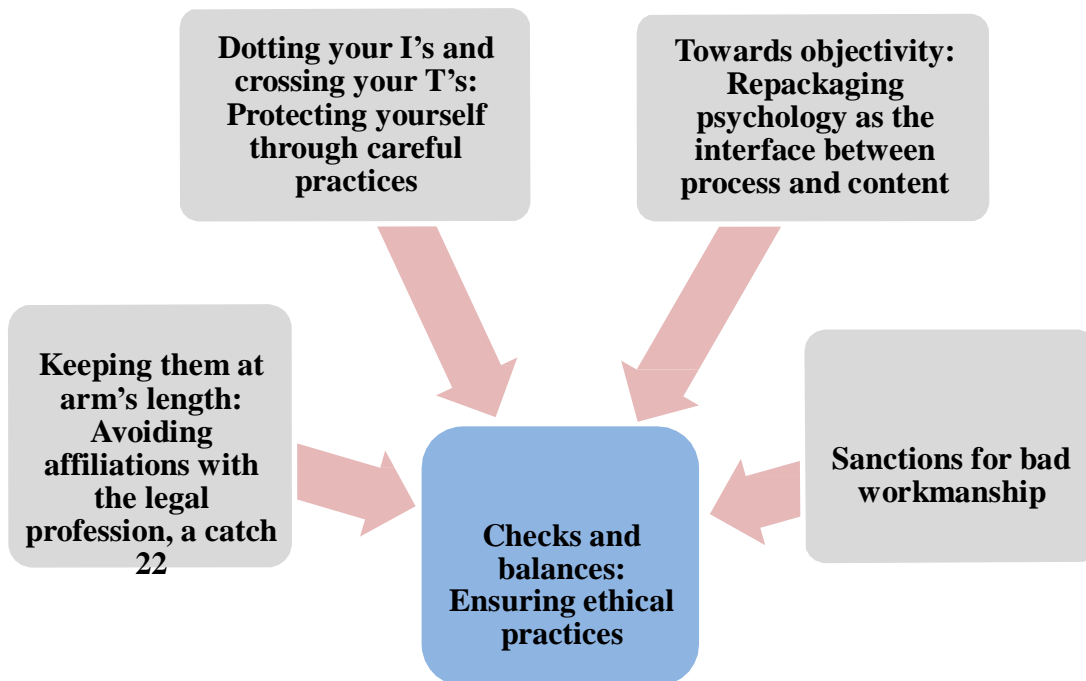 Dotting your I’s and
crossing your T’s:
Protecting yourself
through careful
practices
Towards objectivity:
Repackaging
psychology as the
interface between
process and content
Keeping them at
arm’s length:
Avoiding
affiliations with
the legal
profession, a catch
22
Sanctions for bad
workmanship
Checks and
balances:
Ensuring ethical
practices